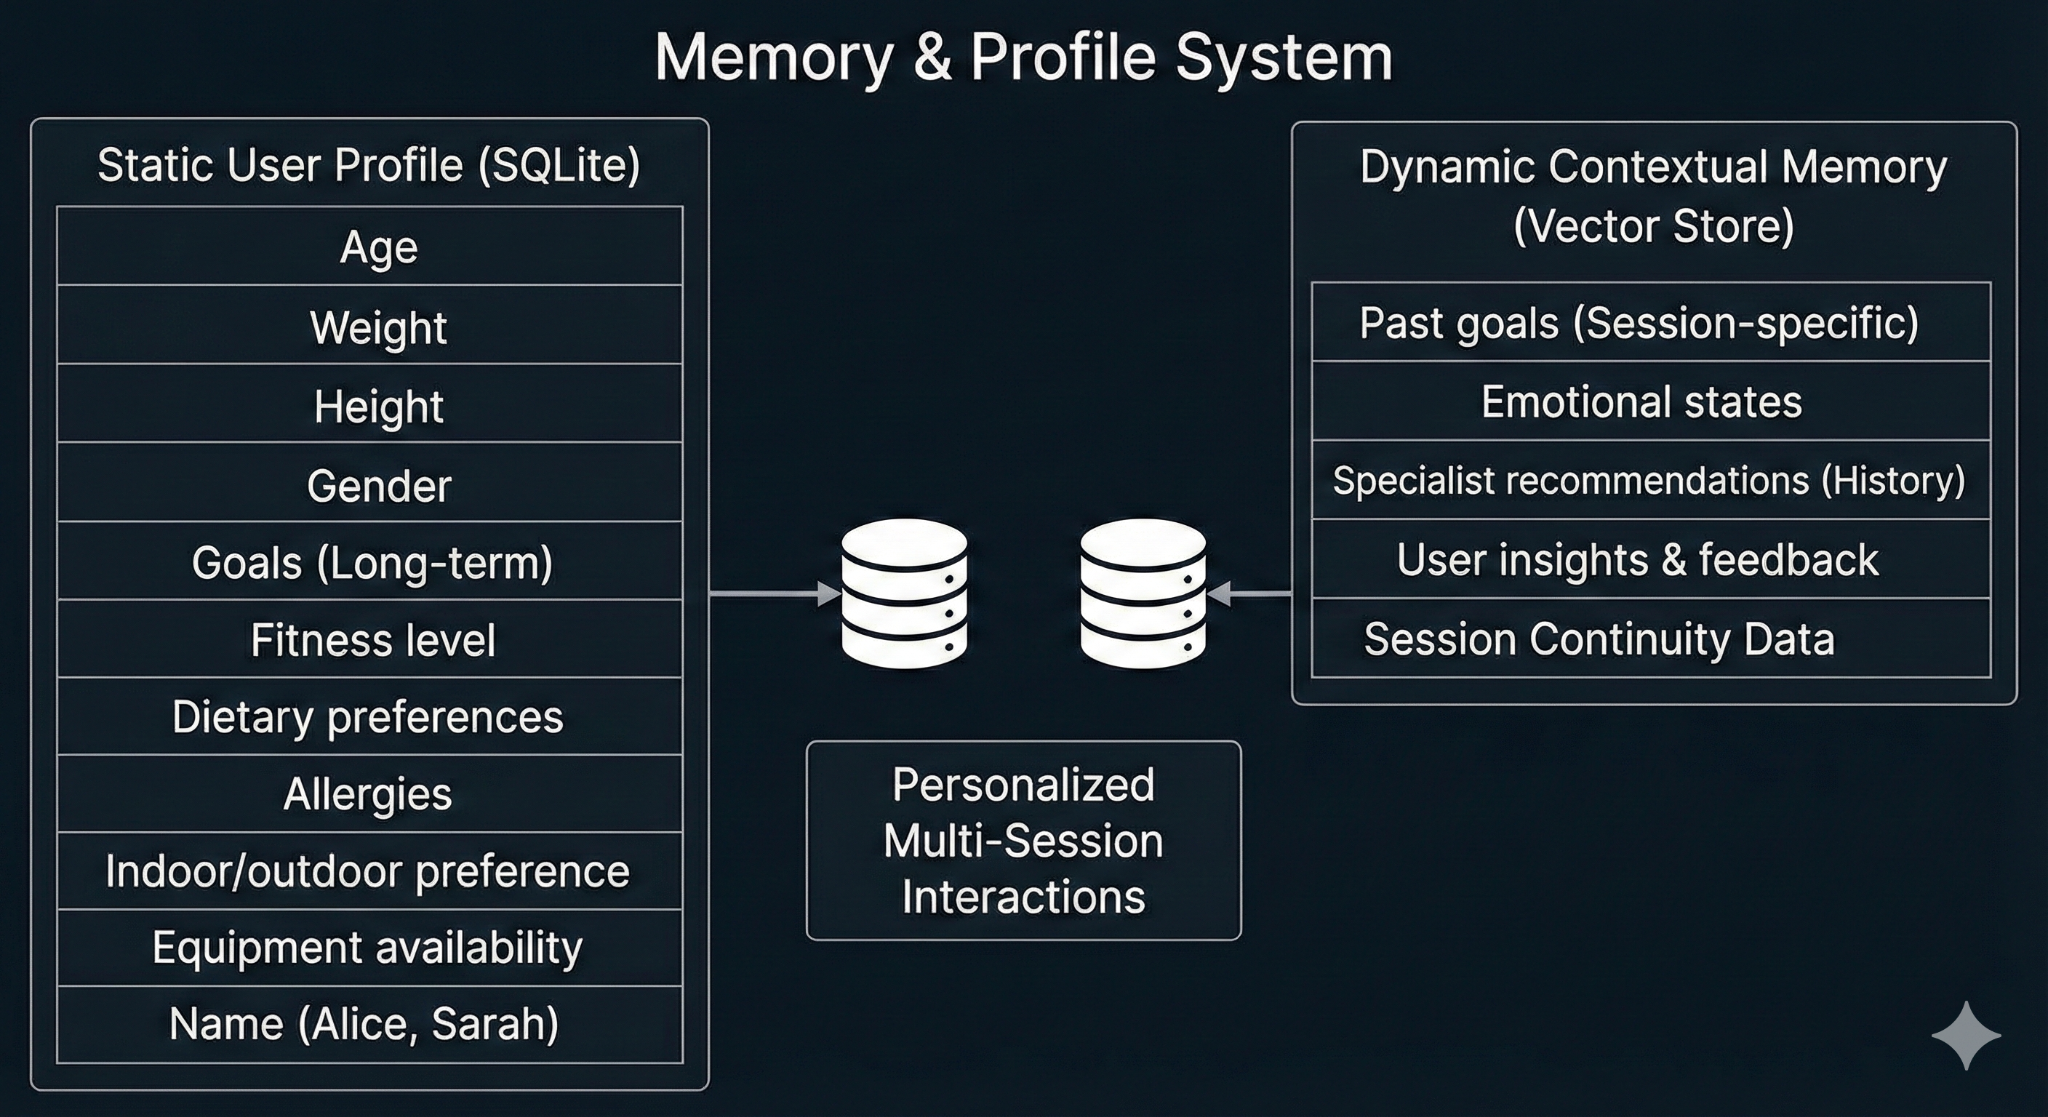 Memory & Profile System
Static User Profile (SQLite)
Age
Weight
Height
Gender
Goals (Long-term)
Fitness level
Dietary preferences
Allergies
Indoor/outdoor preference
Equipment availability
Name (Alice, Sarah)
Dynamic Contextual Memory
(Vector Store)
Past goals (Session-specific)
Emotional states
Specialist recommendations (History)
User insights & feedback
Session Continuity Data
Personalized
Multi-Session
Interactions